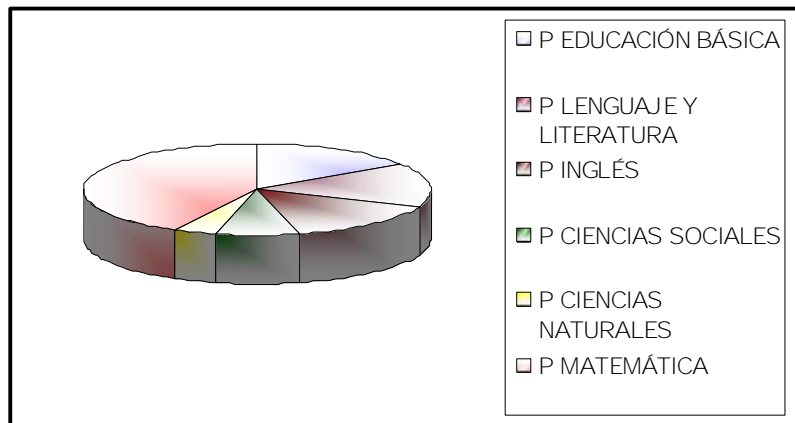 P EDUCACIÓN BÁSICA
P LENGUAJE Y
LITERATURA
P INGLÉS
P CIENCIAS SOCIALES
P CIENCIAS
NATURALES
P MATEMÁTICA